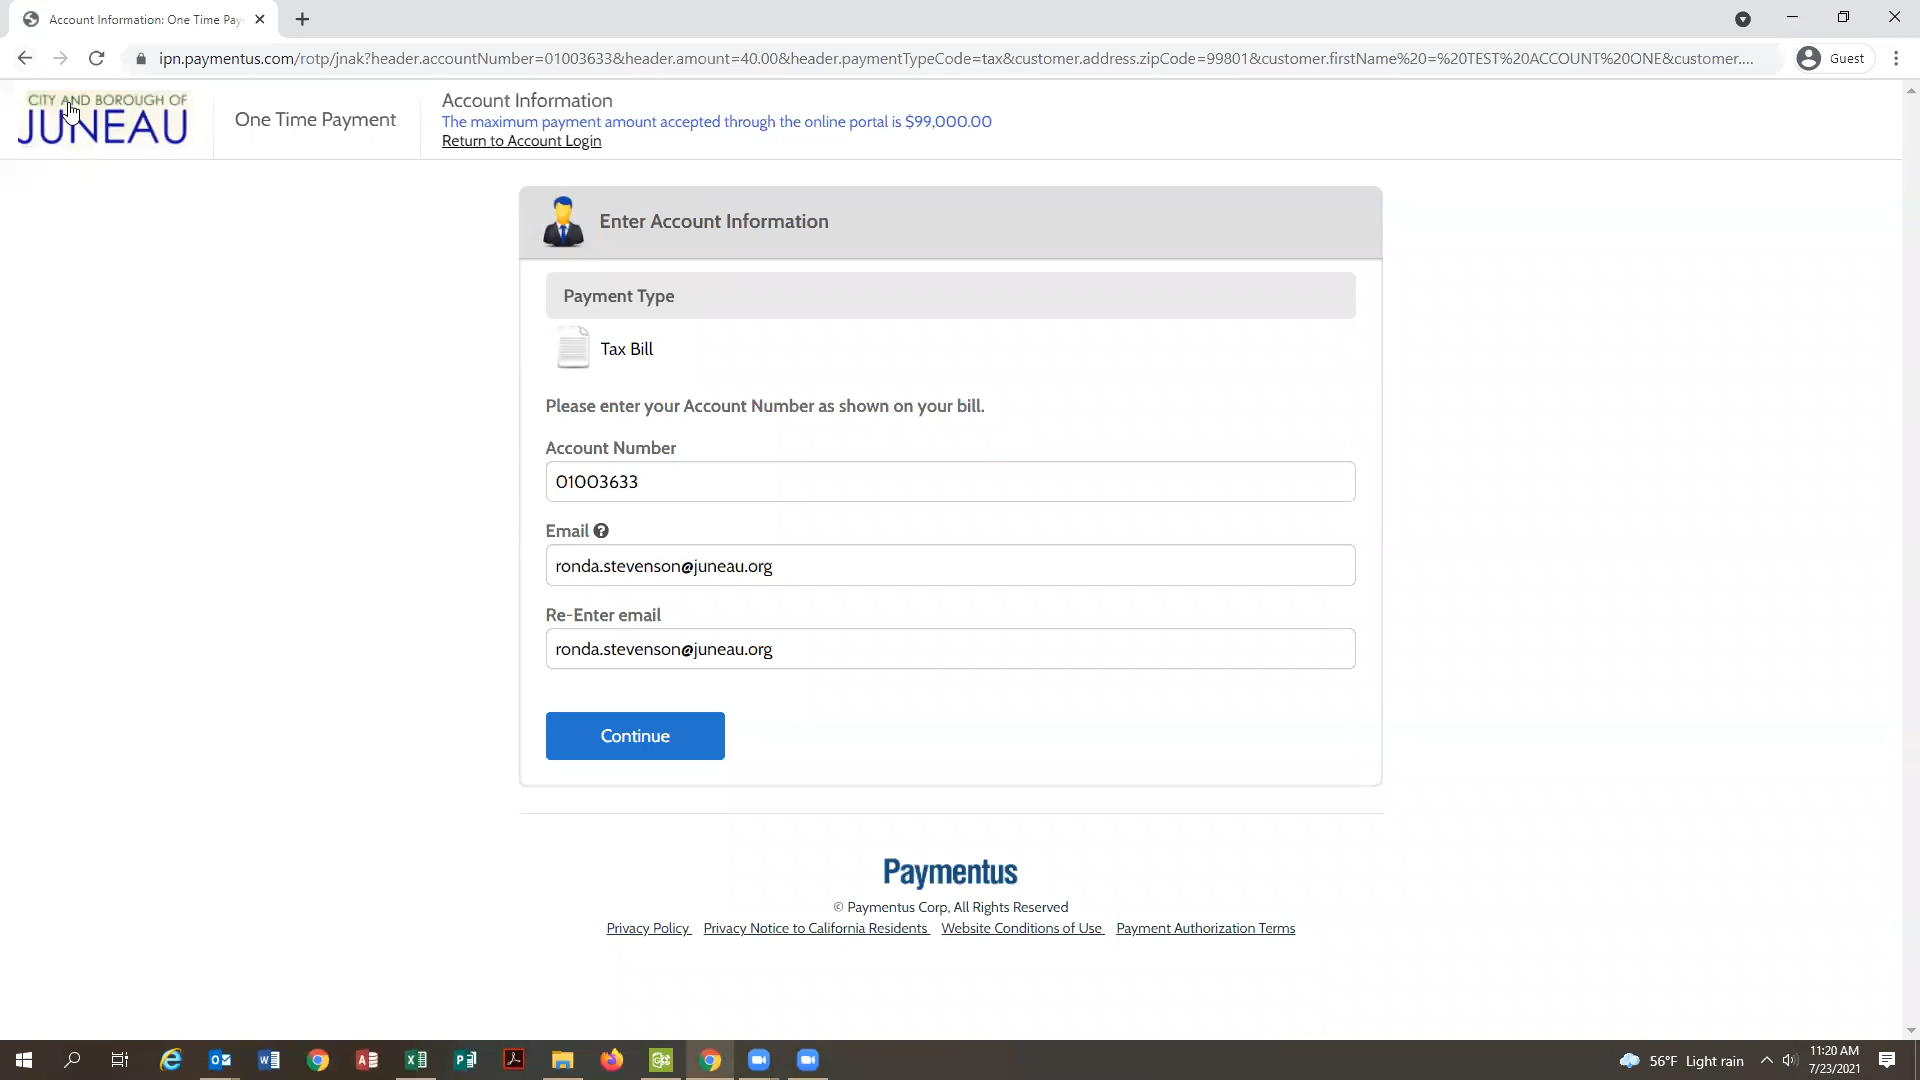 Account Information: One Time Pay
ipn.paymentus.com/rotp/jnak?header.accountNumber=01003633&header.amount=40.00&header.paymentTypeCode=tax&customer.address.zipCode=99801&customer.firstName%20=%20TEST%20ACCOUNT%20ONE&customer....
Guest
CITY AND BOROUGH OF
JUNEAU
One Time Payment
Account Information
The maximum payment amount accepted through the online portal is $99,000.00
Return to Account Login
Enter Account Information
Payment Type
Tax Bill
Please enter your Account Number as shown on your bill.
Account Number
01003633
Email
ronda.stevenson@juneau.org
Re-Enter email
ronda.stevenson@juneau.org
Continue
Paymentus
© Paymentus Corp, All Rights Reserved
Privacy Policy Privacy Notice to California Residents Website Conditions of Use Payment Authorization Terms
56°F Light rain
11:20 AM
7/23/2021